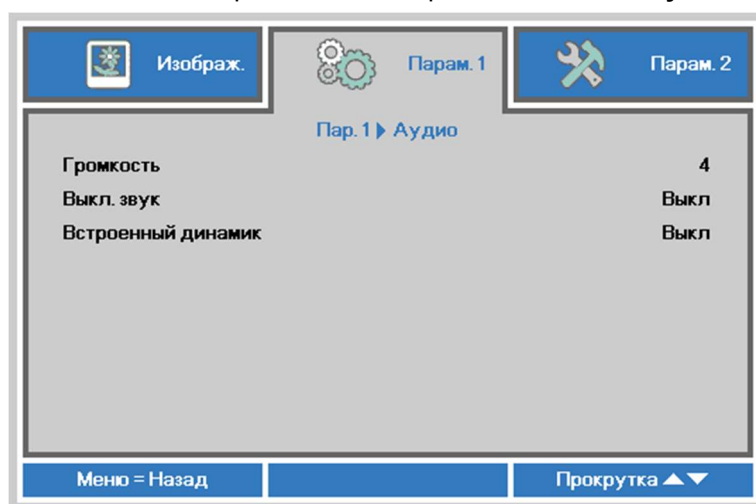 Изображ.
Парам. 1
Парам. 2
Пар. 1 ▶ Аудио
Громкость 4
Выкл. звук Выкл
Встроенный динамик Выкл
Меню = Назад
Прокрутка ▲▼